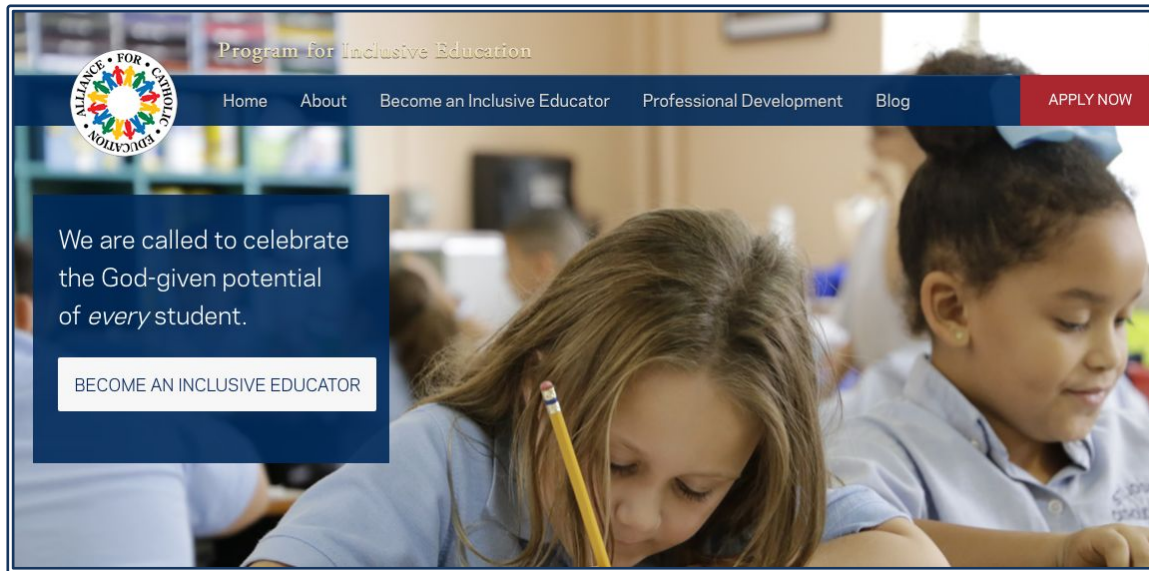 Program for Inclusive Education
ALLIANCE • FOR • CATHOLIC • EDUCATION •
Home About Become an Inclusive Educator Professional Development Blog APPLY NOW
We are called to celebrate
the God-given potential
of every student.
BECOME AN INCLUSIVE EDUCATOR